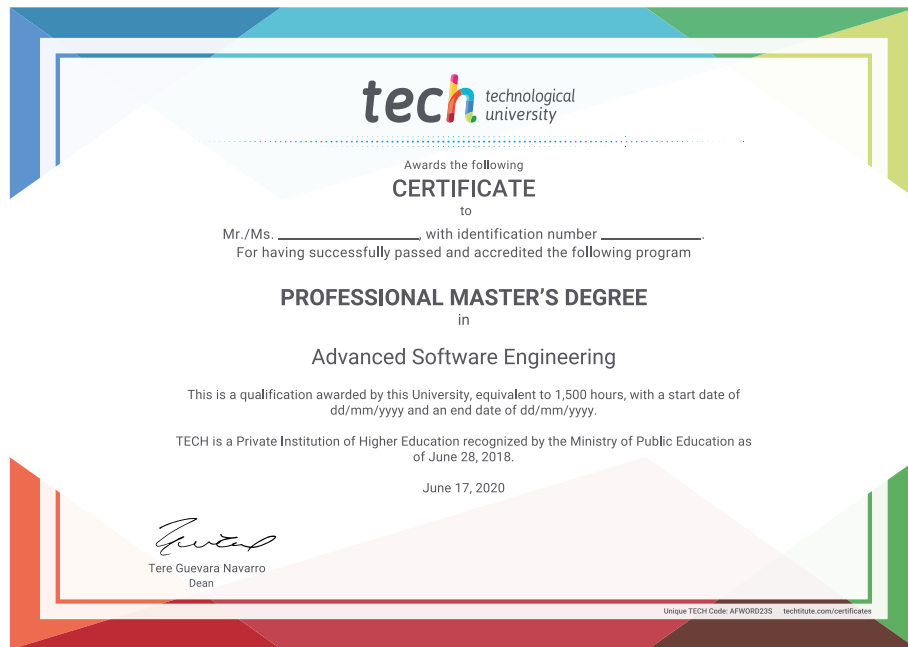 tech technological
university
Awards the following
CERTIFICATE
to
Mr./Ms. ____________________, with identification number ______________.
For having successfully passed and accredited the following program
PROFESSIONAL MASTER'S DEGREE
in
Advanced Software Engineering
This is a qualification awarded by this University, equivalent to 1,500 hours, with a start date of
dd/mm/yyyy and an end date of dd/mm/yyyy.
TECH is a Private Institution of Higher Education recognized by the Ministry of Public Education as
of June 28, 2018.
June 17, 2020
Tere Guevara Navarro
Dean
Unique TECH Code: AFWORD23S techtitute.com/certificates